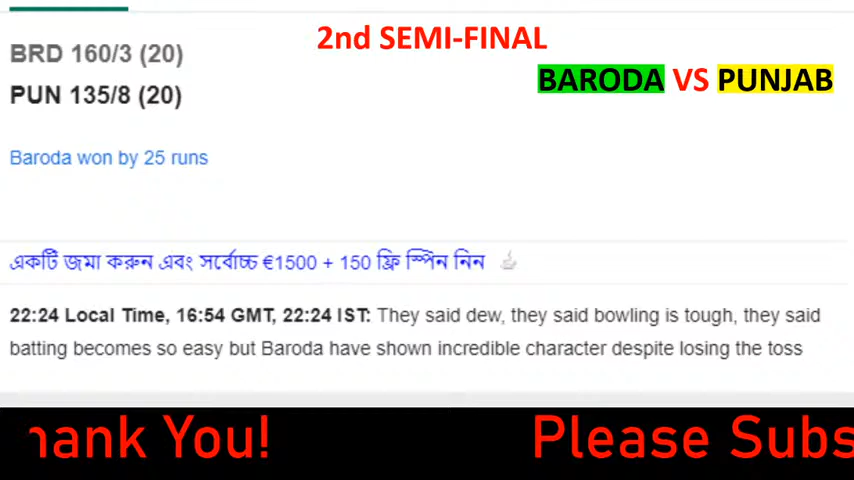 2nd SEMI-FINAL
BRD 160/3 (20)
BARODA VS PUNJAB
PUN 135/8 (20)
Baroda won by 25 runs
একটি জমা করুন এবং সর্বোচ্চ €1500 + 150 ফ্রি স্পিন নিন
22:24 Local Time, 16:54 GMT, 22:24 IST: They said dew, they said bowling is tough, they said
batting becomes so easy but Baroda have shown incredible character despite losing the toss
hank You! Please Subs